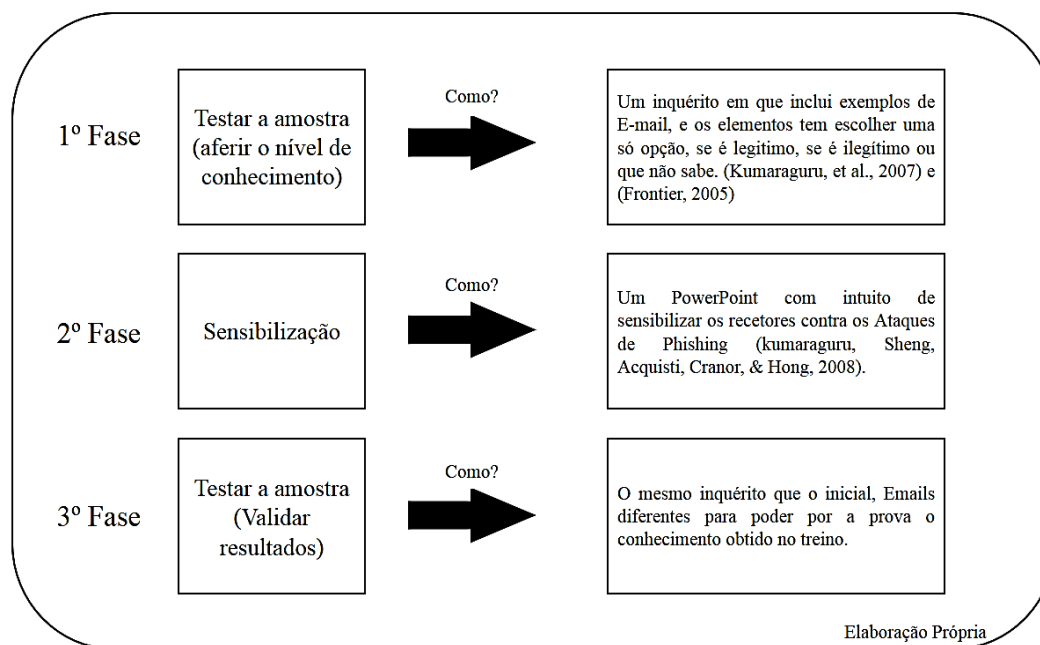 1º Fase
Testar a amostra
(aferir o nível de
conhecimento)
Como?
Um inquérito em que inclui exemplos de
E-mail, e os elementos tem escolher uma
só opção, se é legitimo, se é ilegítimo ou
que não sabe. (Kumaraguru, et al., 2007) e
(Frontier, 2005)
2º Fase
Sensibilização
Como?
Um PowerPoint com intuito de
sensibilizar os recetores contra os Ataques
de Phishing (kumaraguru, Sheng,
Acquisti, Cranor, & Hong, 2008).
3º Fase
Testar a amostra
(Validar
resultados)
Como?
O mesmo inquérito que o inicial, Emails
diferentes para poder por a prova o
conhecimento obtido no treino.
Elaboração Própria